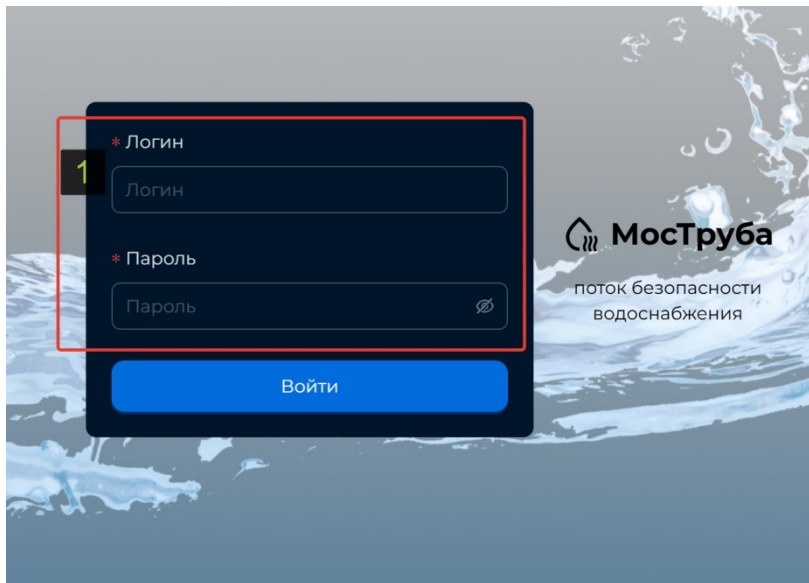 * Логин
1
Логин
* Пароль
Пароль
Войти
МосТруба
поток безопасности
водоснабжения